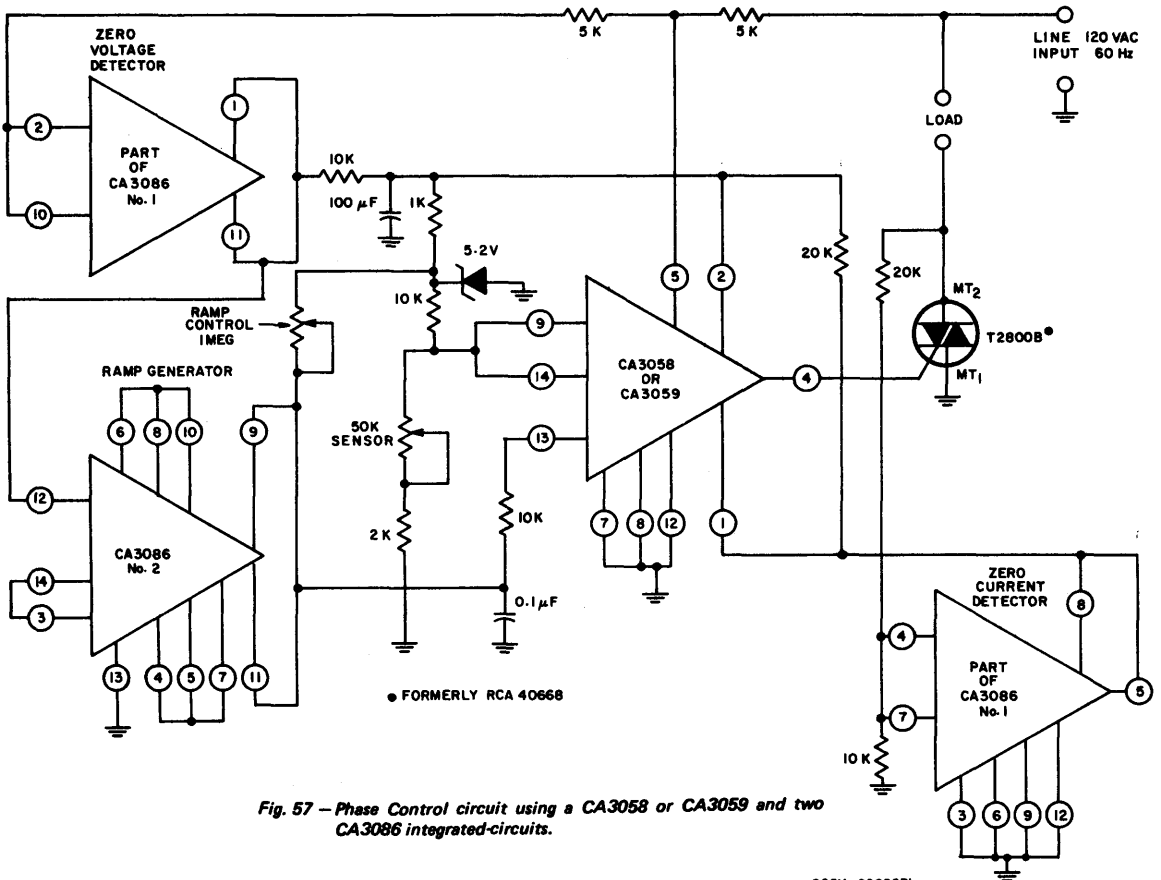 5 K
5 K
LINE INPUT
120 VAC
60 Hz
ZERO
VOLTAGE
DETECTOR
1
2
PART
OF
CA3086
No. 1
10
11
10K
100 µF
1K
LOAD
5.2V
20K
20K
MT2
5
2
RAMP
CONTROL
1MEG
10K
9
CA3058
OR
CA3059
T2800B●
RAMP GENERATOR
14
4
MT1
6
8
10
9
50K
SENSOR
13
12
10K
7
8
12
1
2K
CA3086
No. 2
14
3
0.1µF
ZERO
CURRENT
DETECTOR
8
4
13
4
5
7
11
● FORMERLY RCA 40668
PART
OF
CA3086
No. 1
5
7
10K
Fig. 57 – Phase Control circuit using a CA3058 or CA3059 and two
CA3086 integrated-circuits.
3
6
9
12